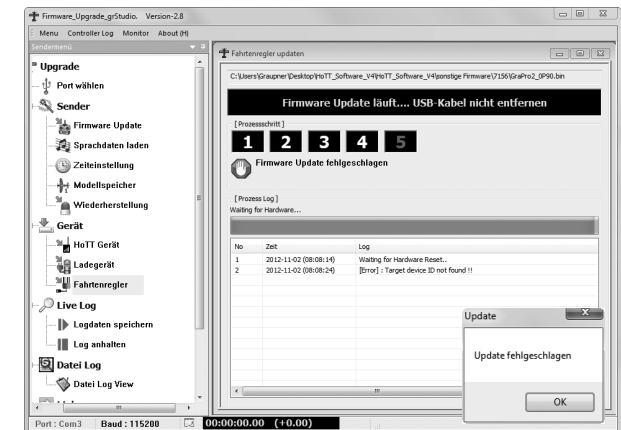 Firmware_Upgrade_grStudio. Version-2.8
Menu Controller Log Monitor About (H)
Sendermenü
Upgrade
Port wählen
Sender
Firmware Update
Sprachdaten laden
Zeiteinstellung
Modellspeicher
Wiederherstellung
Gerät
HoTT Gerät
Ladegerät
Fahrtenregler
Live Log
Logdaten speichern
Log anhalten
Datei Log
Datei Log View
Fahrtenregler updaten
C:\Users\Graupner\Desktop\HoTT_Software_V4\HoTT_Software_V4\sonstige Firmware\7156\GraPro2_0P90.bin
Firmware Update läuft.... USB-Kabel nicht entfernen
[ Prozessschritt ]
1 2 3 4 5
Firmware Update fehlgeschlagen
[ Prozess Log ]
Waiting for Hardware...
No Zeit Log
1 2012-11-02 (08:08:14) Waiting for Hardware Reset..
2 2012-11-02 (08:08:24) [Error] : Target device ID not found !!
Update
Update fehlgeschlagen
OK
Port : Com3 Baud : 115200 00:00:00.00 (+0.00)